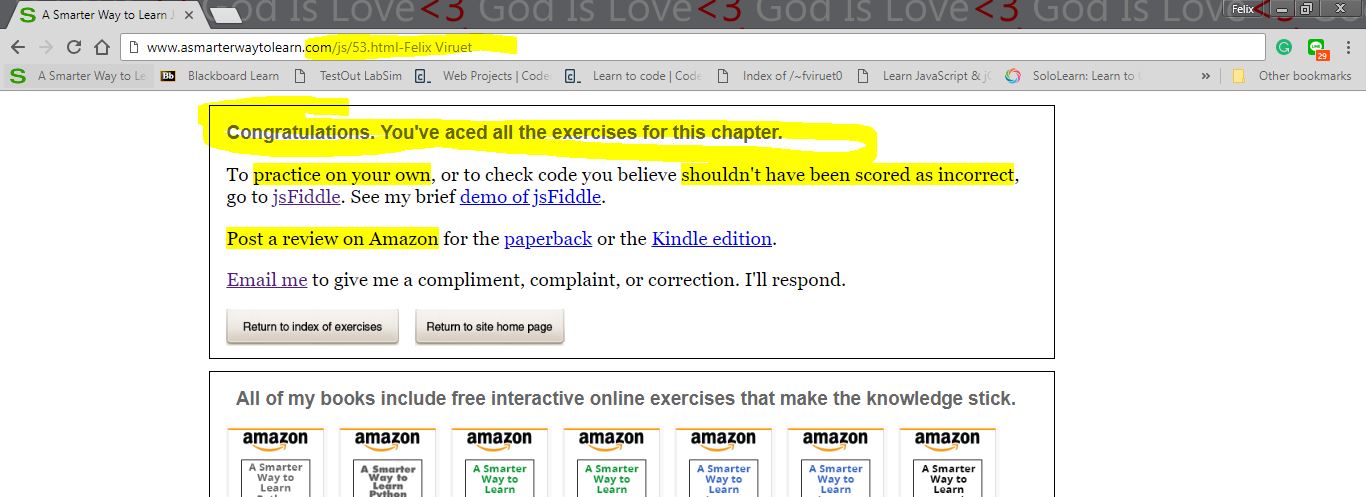 God Is Love<3 God Is Love<3 God Is Love<3 God
A Smarter Way to Learn J
Felix
www.asmarterwaytolearn.com/js/53.html-Felix Viruet
29
A Smarter Way to Le Blackboard Learn TestOut LabSim Web Projects | Code Learn to code | Code Index of /~fviruet0 Learn JavaScript & j SoloLearn: Learn to » Other bookmarks
Congratulations. You've aced all the exercises for this chapter.
To practice on your own, or to check code you believe shouldn't have been scored as incorrect,
go to jsFiddle. See my brief demo of jsFiddle.
Post a review on Amazon for the paperback or the Kindle edition.
Email me to give me a compliment, complaint, or correction. I'll respond.
Return to index of exercises Return to site home page
All of my books include free interactive online exercises that make the knowledge stick.
amazon amazon amazon amazon amazon amazon amazon
A Smarter A Smarter A Smarter A Smarter A Smarter A Smarter A Smarter
Way to Way to Way to Way to Way to Way to Way to
Learn Learn Learn Learn Learn Learn Learn